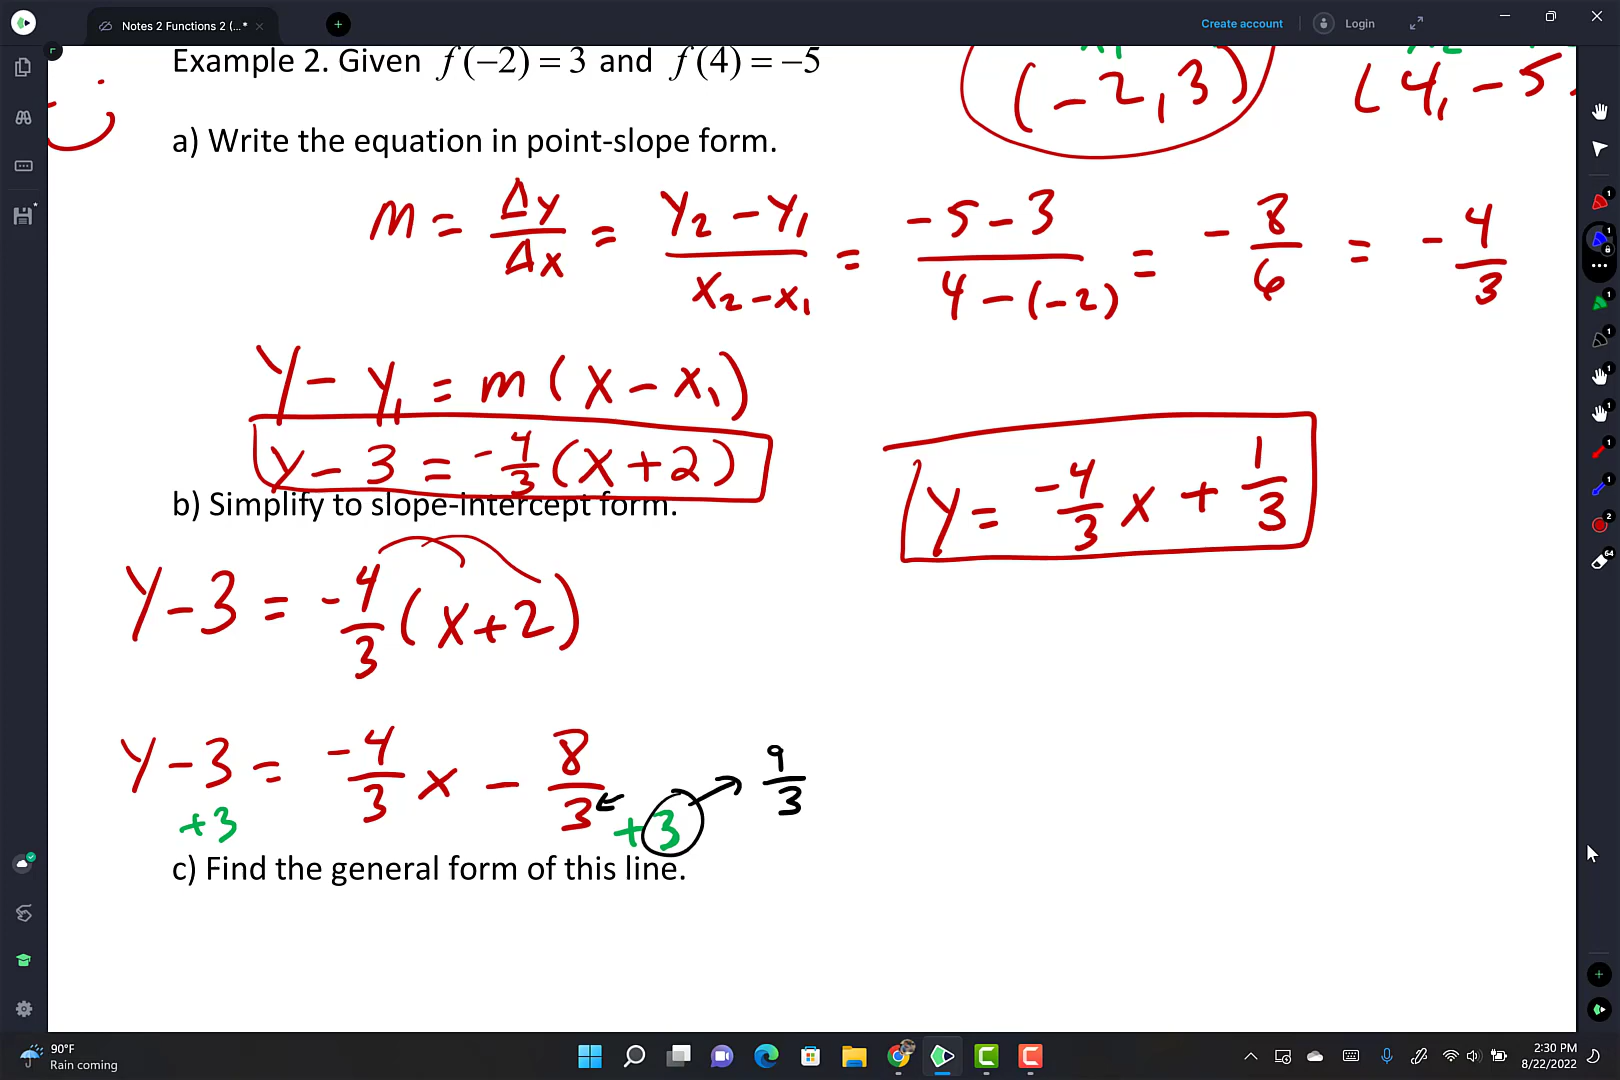 Notes 2 Functions 2 (...*
Create account
Login
Example 2. Given f(−2) = 3 and f(4) = −5
(−2, 3)
(4, −5
a) Write the equation in point-slope form.
m = Δy/Δx = (y₂ − y₁)/(x₂ − x₁) = (−5 − 3)/(4 − (−2)) = −8/6 = −4/3
y − y₁ = m(x − x₁)
y − 3 = −4/3(x + 2)
y = −4/3 x + 1/3
b) Simplify to slope-intercept form.
y − 3 = −4/3(x + 2)
y − 3 = −4/3 x − 8/3
9/3
+3
+3
c) Find the general form of this line.
90°F
Rain coming
2:30 PM
8/22/2022